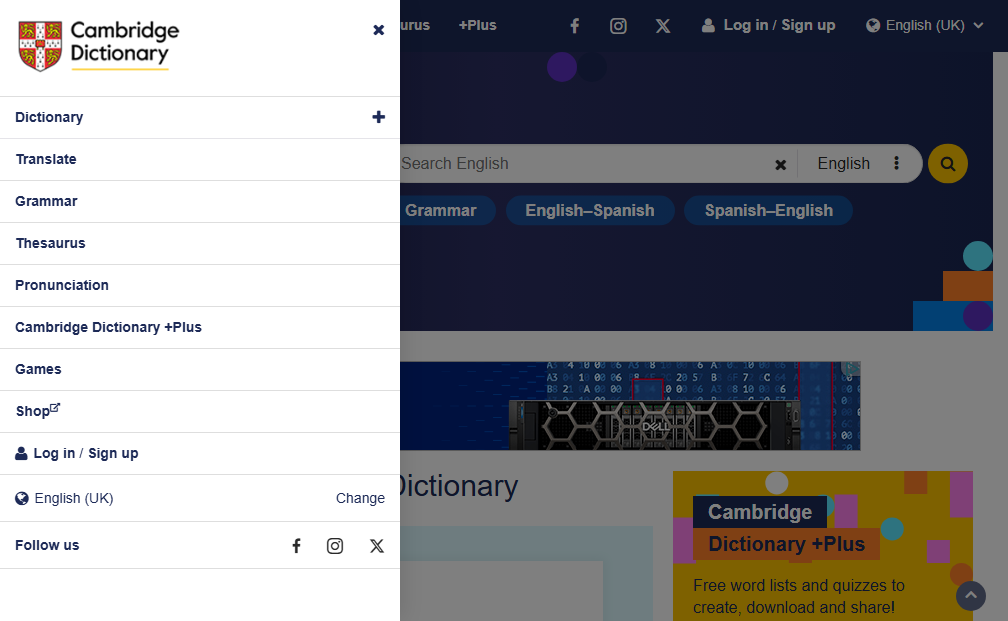 Cambridge
Dictionary
Dictionary
Translate
Grammar
Thesaurus
Pronunciation
Cambridge Dictionary +Plus
Games
Shop
Log in / Sign up
English (UK) Change
Follow us
+Plus Log in / Sign up English (UK)
Search English English
Grammar English–Spanish Spanish–English
DELL
Dictionary
Cambridge
Dictionary +Plus
Free word lists and quizzes to
create, download and share!